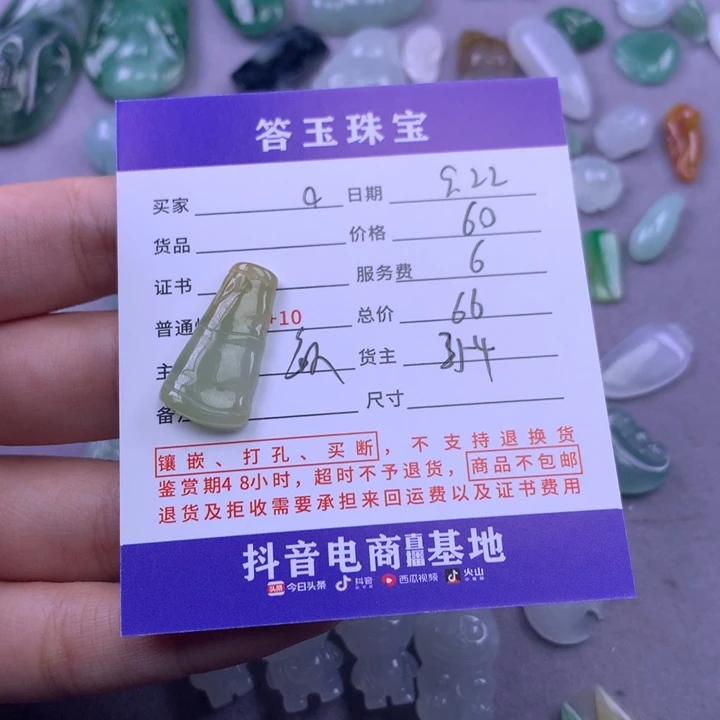 答玉珠宝
买家 日期 9.22
货品 价格 60
证书 服务费 6
普通 +10 总价 66
主 货主
备注 尺寸
镶嵌、打孔、买断，不支持退换货
鉴赏期48小时，超时不予退货，商品不包邮
退货及拒收需要承担来回运费以及证书费用
抖音电商直播基地
头条 今日头条 抖音 西瓜视频 火山